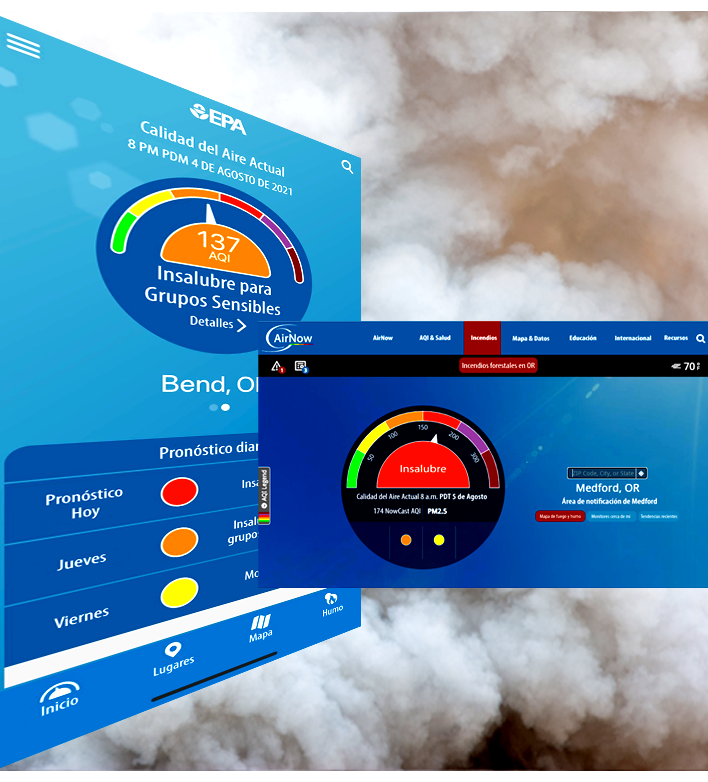 EPA
Calidad del Aire Actual
8 PM PDM 4 DE AGOSTO DE 2021
137
AQI
Insalubre para
Grupos Sensibles
Detalles
Bend, O
Pronóstico diar
Pronóstico
Hoy
Insa
Jueves
Insal
grupo
Viernes
Mo
Inicio
Lugares
Mapa
Humo
AirNow
AirNow
AQI & Salud
Incendios
Mapa & Datos
Educación
Internacional
Recursos
1
3
Incendios forestales en OR
70
F
50
100
150
200
300
Insalubre
Calidad del Aire Actual 8 a.m. PDT 5 de Agosto
174 NowCast AQI PM2.5
AQI Legend
ZIP Code, City, or State
Medford, OR
Área de notificación de Medford
Mapa de fuego y humo
Monitores cerca de mí
Tendencias recientes